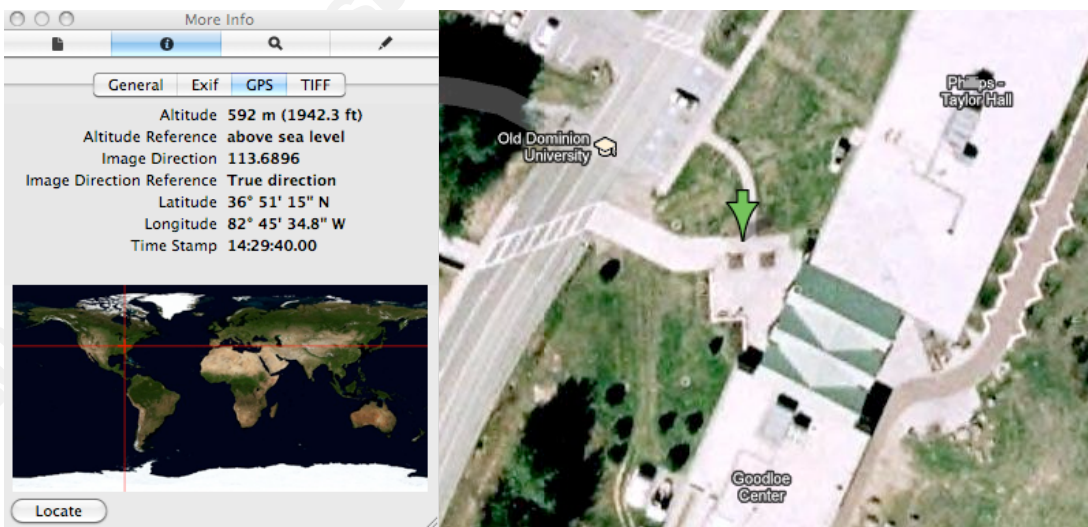 More Info
General Exif GPS TIFF
Altitude 592 m (1942.3 ft)
Altitude Reference above sea level
Image Direction 113.6896
Image Direction Reference True direction
Latitude 36° 51' 15" N
Longitude 82° 45' 34.8" W
Time Stamp 14:29:40.00
Locate
Old Dominion
University
Taylor Hall
Goodloe
Center